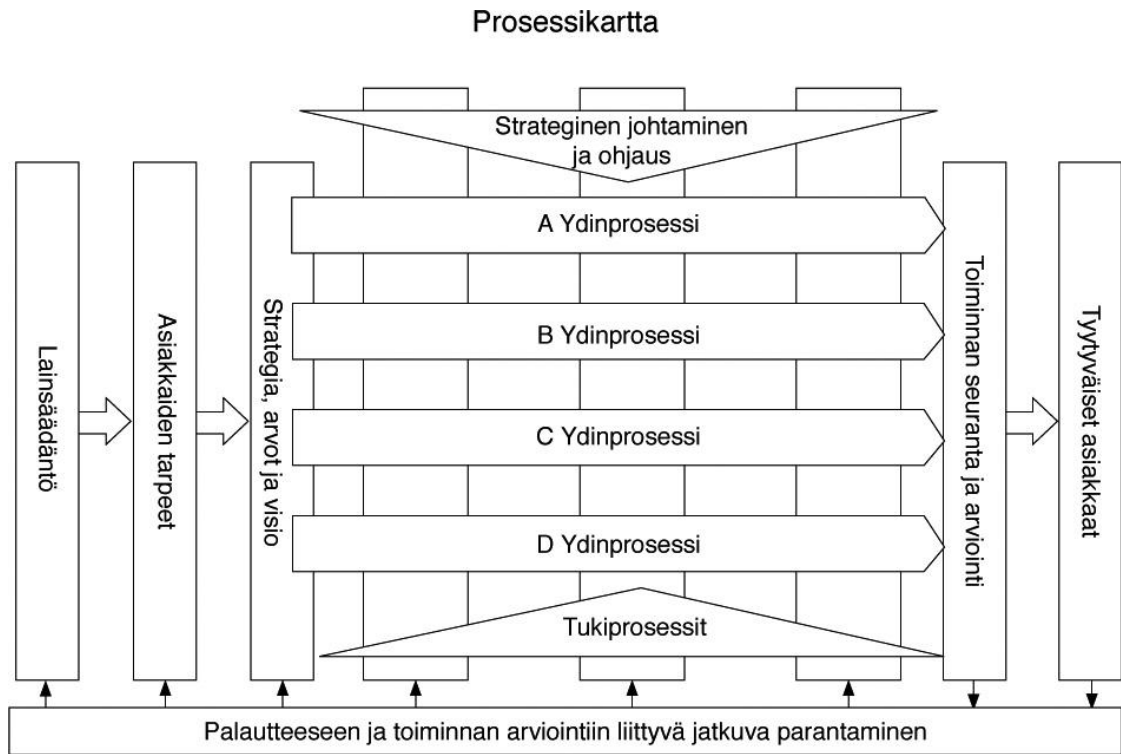 Prosessikartta
Strateginen johtaminen
ja ohjaus
Lainsäädäntö
Asiakkaiden tarpeet
Strategia, arvot ja visio
A Ydinprosessi
B Ydinprosessi
C Ydinprosessi
D Ydinprosessi
Tukiprosessit
Toiminnan seuranta ja arviointi
Tyytyväiset asiakkaat
Palautteeseen ja toiminnan arviointiin liittyvä jatkuva parantaminen